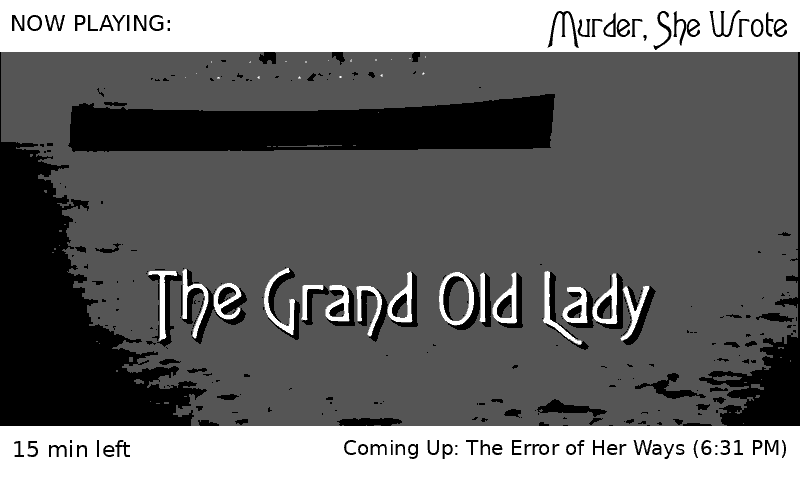 NOW PLAYING:
Murder, She Wrote
The Grand Old Lady
15 min left
Coming Up: The Error of Her Ways (6:31 PM)